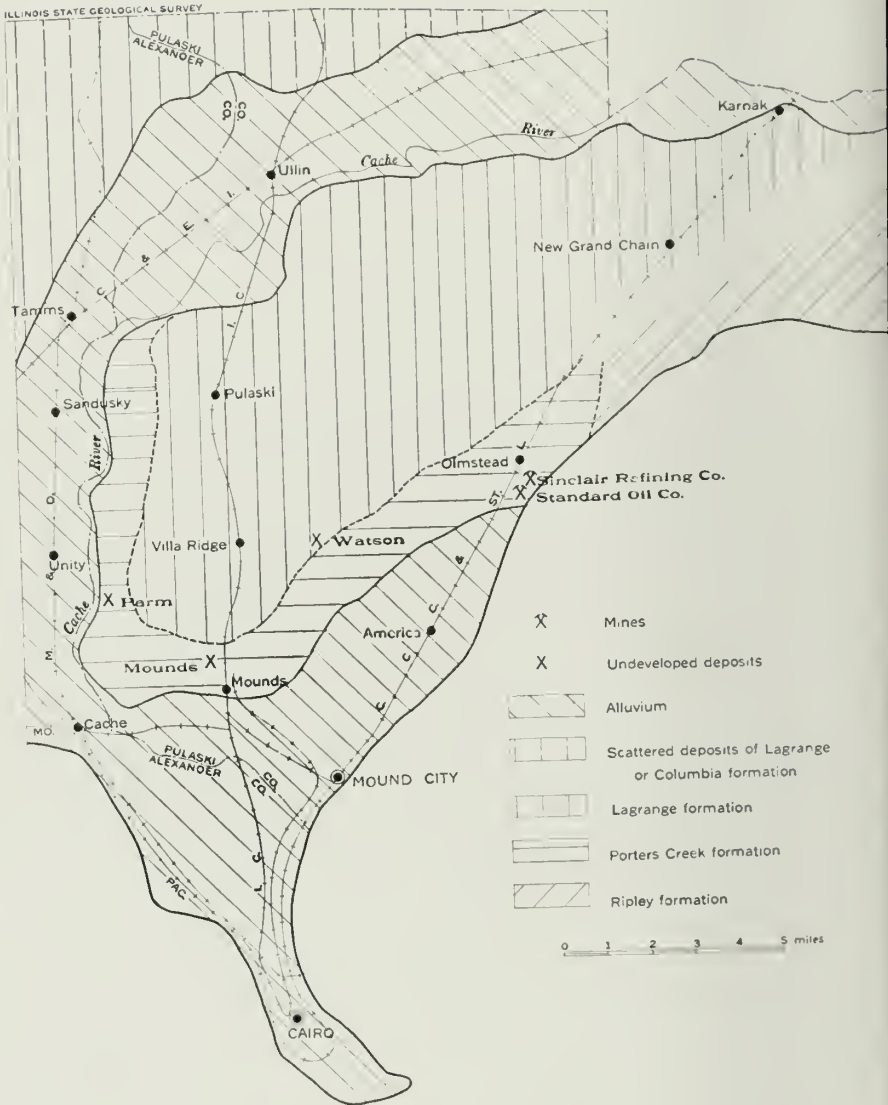 ILLINOIS STATE GEOLOGICAL SURVEY
PULASKI
ALEXANDER
CO.
CO.
Karnak
River
Cache
Ullin
New Grand Chain
C. & E. I.
Tamms
I. C.
Pulaski
Sandusky
River
Olmstead
Sinclair Refining Co.
Standard Oil Co.
Villa Ridge
Watson
Unity
Parm
Cache
America
Mounds
Mounds
M. & O.
C. C. C. & ST. L.
Cache
MO.
PULASKI
ALEXANDER
CO.
CO.
MOUND CITY
PAC.
CAIRO
Mines
Undeveloped deposits
Alluvium
Scattered deposits of Lagrange
or Columbia formation
Lagrange formation
Porters Creek formation
Ripley formation
0 1 2 3 4 5 miles